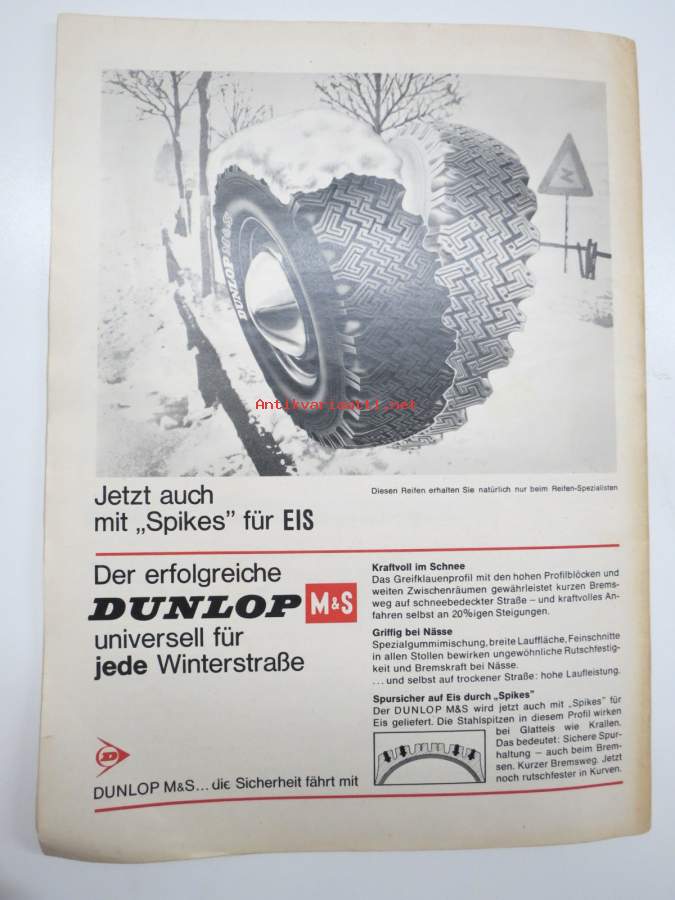 DUNLOP
Antikvariaatti.net
Jetzt auch
mit „Spikes” für EIS
Diesen Reifen erhalten Sie natürlich nur beim Reifen-Spezialisten
Der erfolgreiche
DUNLOP M&S
universell für
jede Winterstraße
D
DUNLOP M&S... die Sicherheit fährt mit
Kraftvoll im Schnee
Das Greifklauenprofil mit den hohen Profilblöcken und
weiten Zwischenräumen gewährleistet kurzen Brems-
weg auf schneebedeckter Straße – und kraftvolles An-
fahren selbst an 20%igen Steigungen.
Griffig bei Nässe
Spezialgummimischung, breite Lauffläche, Feinschnitte
in allen Stollen bewirken ungewöhnliche Rutschfestig-
keit und Bremskraft bei Nässe.
...und selbst auf trockener Straße: hohe Laufleistung.
Spursicher auf Eis durch „Spikes”
Der DUNLOP M&S wird jetzt auch mit „Spikes” für
Eis geliefert. Die Stahlspitzen in diesem Profil wirken
bei Glatteis wie Krallen.
Das bedeutet: Sichere Spur-
haltung – auch beim Brem-
sen. Kurzer Bremsweg. Jetzt
noch rutschfester in Kurven.